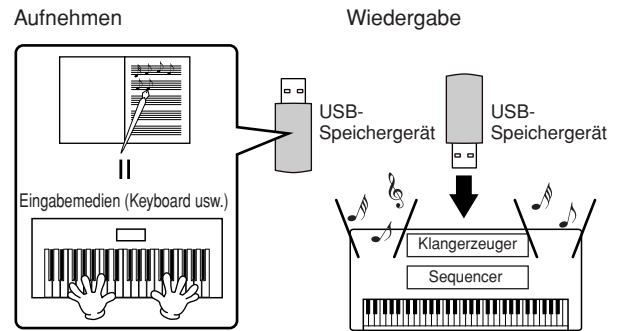 Aufnehmen
Wiedergabe
USB-
Speichergerät
USB-
Speichergerät
Eingabemedien (Keyboard usw.)
Klangerzeuger
Sequencer